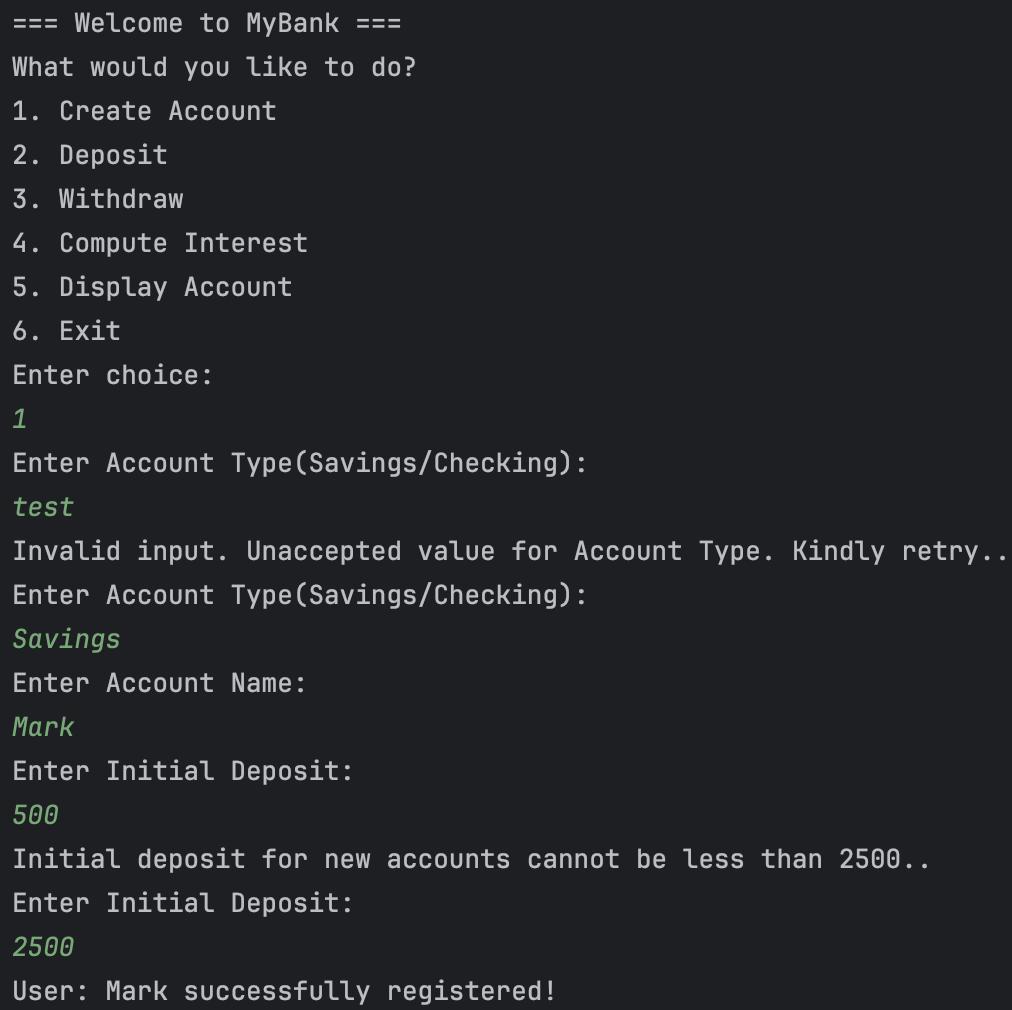 === Welcome to MyBank ===
What would you like to do?
1. Create Account
2. Deposit
3. Withdraw
4. Compute Interest
5. Display Account
6. Exit
Enter choice:
1
Enter Account Type(Savings/Checking):
test
Invalid input. Unaccepted value for Account Type. Kindly retry..
Enter Account Type(Savings/Checking):
Savings
Enter Account Name:
Mark
Enter Initial Deposit:
500
Initial deposit for new accounts cannot be less than 2500..
Enter Initial Deposit:
2500
User: Mark successfully registered!